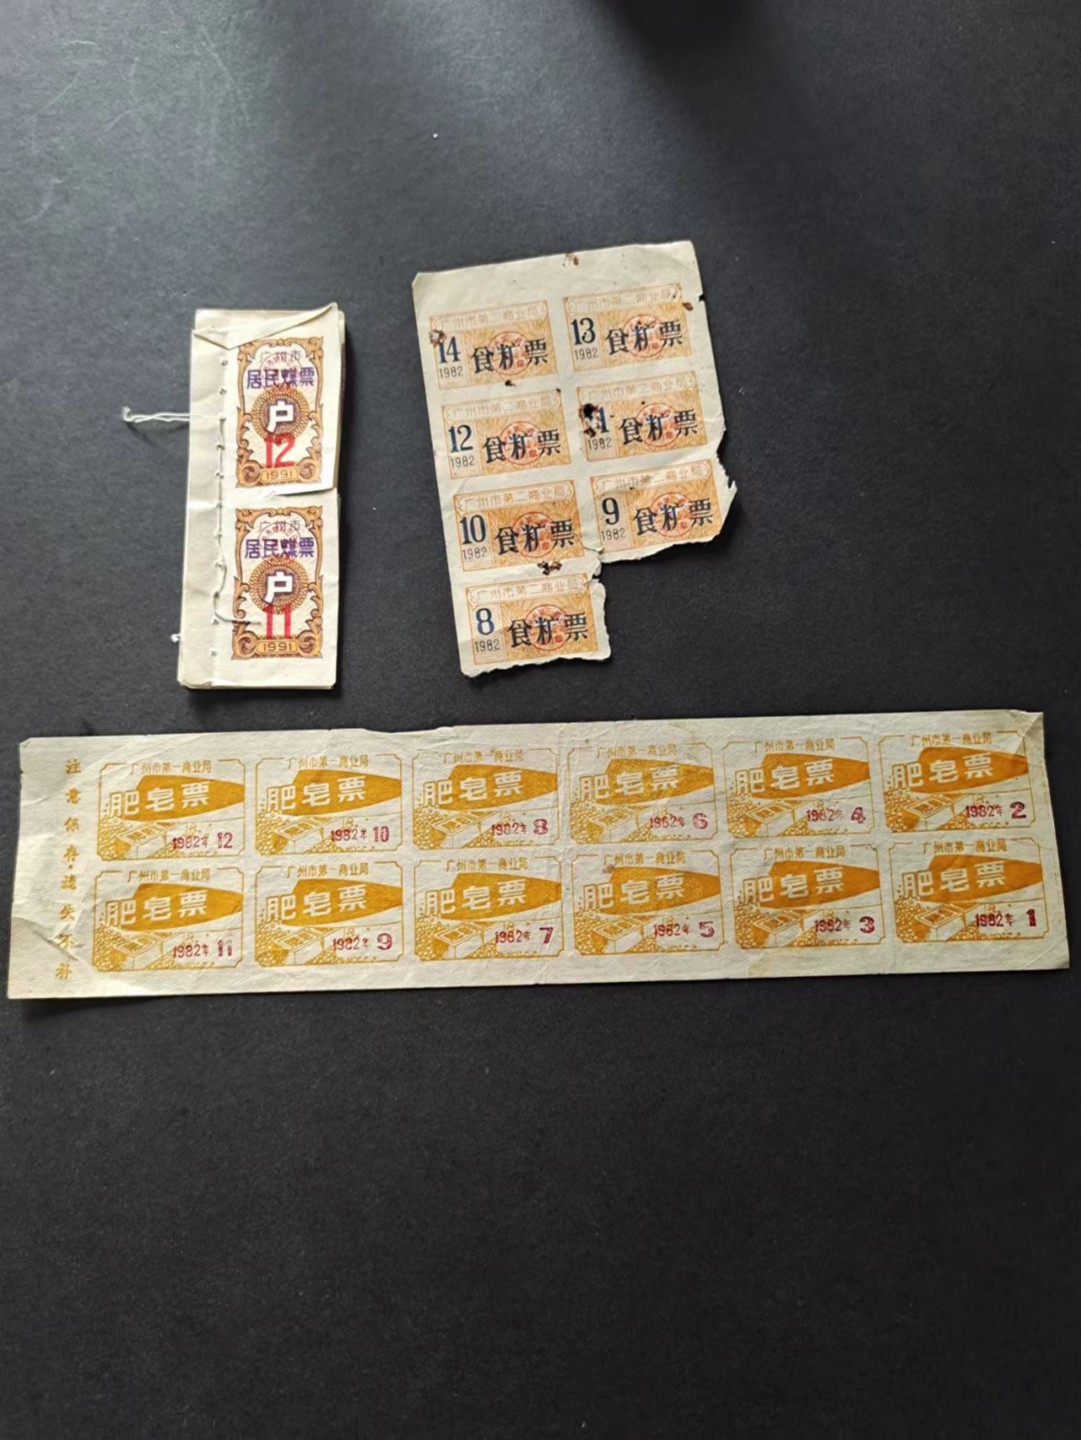 广州市
居民煤票
户
12
1991
广州市
居民煤票
户
11
1991
广州市第二商业局
14
1982
食糖票
广州市第二商业局
13
1982
食糖票
广州市第二商业局
12
1982
食糖票
广州市第二商业局
11
食糖票
广州市第二商业局
10
1982
食糖票
广州市第二商业局
9
1982
食糖票
广州市第二商业局
8
1982
食糖票
注意保存遗失不补
广州市第一商业局
肥皂票
1982年 12
广州市第一商业局
肥皂票
1982年 10
广州市第一商业局
肥皂票
1982年 8
广州市第一商业局
肥皂票
1982年 6
广州市第一商业局
肥皂票
1982年 4
广州市第一商业局
肥皂票
1982年 2
广州市第一商业局
肥皂票
1982年 11
广州市第一商业局
肥皂票
1982年 9
广州市第一商业局
肥皂票
1982年 7
广州市第一商业局
肥皂票
1982年 5
广州市第一商业局
肥皂票
1982年 3
广州市第一商业局
肥皂票
1982年 1